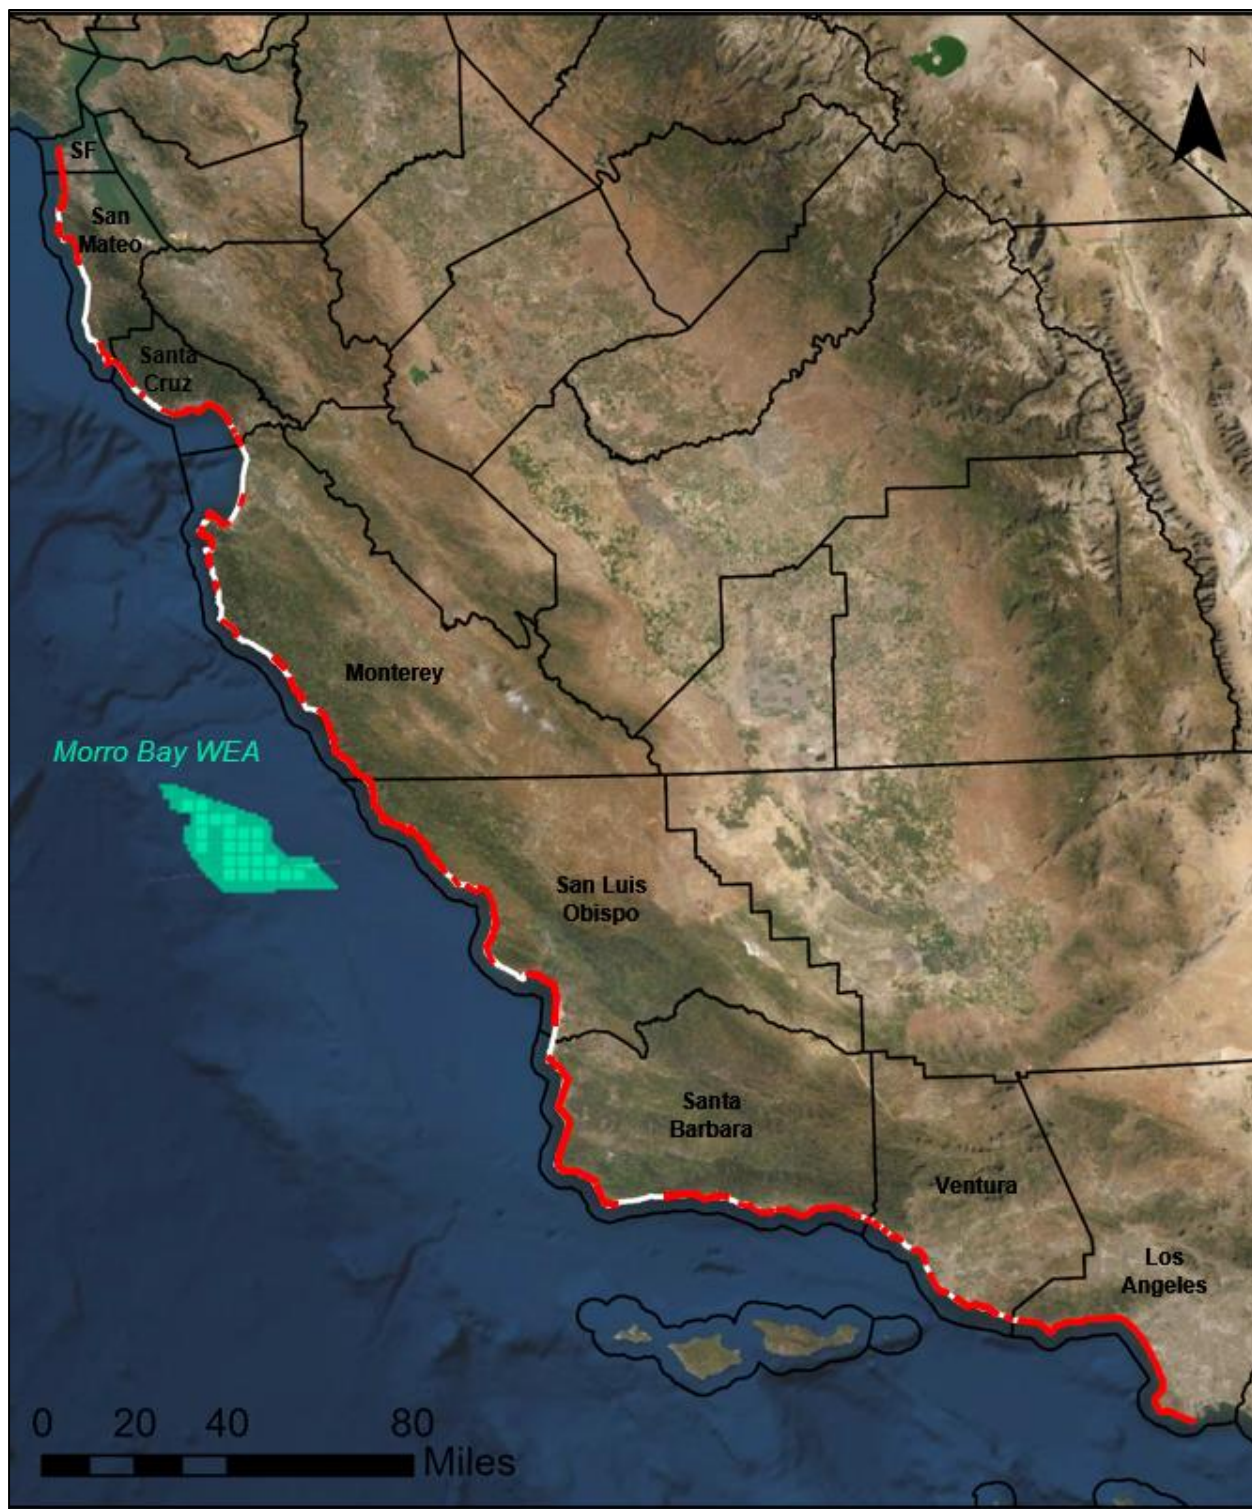 N
SF
San
Mateo
Santa
Cruz
Monterey
Morro Bay WEA
San Luis
Obispo
Santa
Barbara
Ventura
Los
Angeles
0 20 40 80
Miles